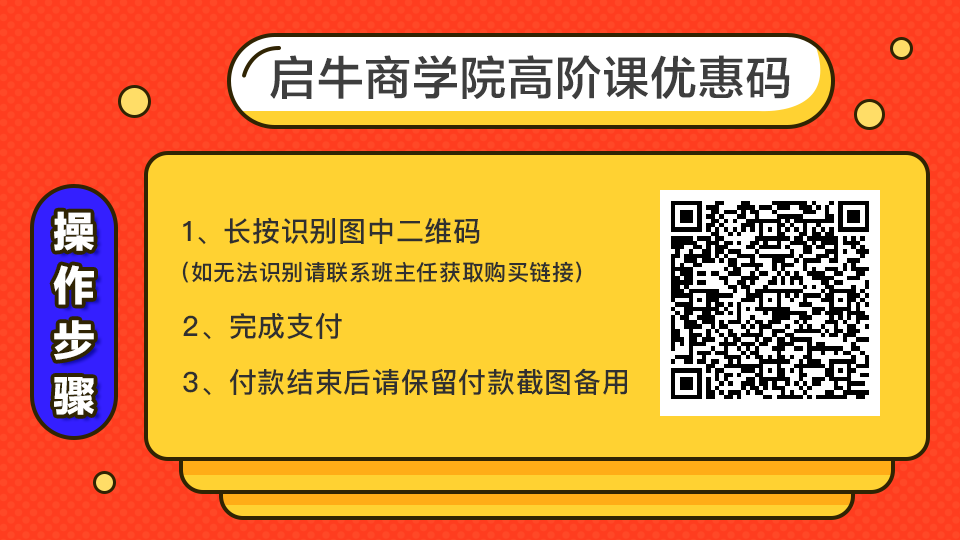 启牛商学院高阶课优惠码
操作步骤
1、长按识别图中二维码
(如无法识别请联系班主任获取购买链接)
2、完成支付
3、付款结束后请保留付款截图备用